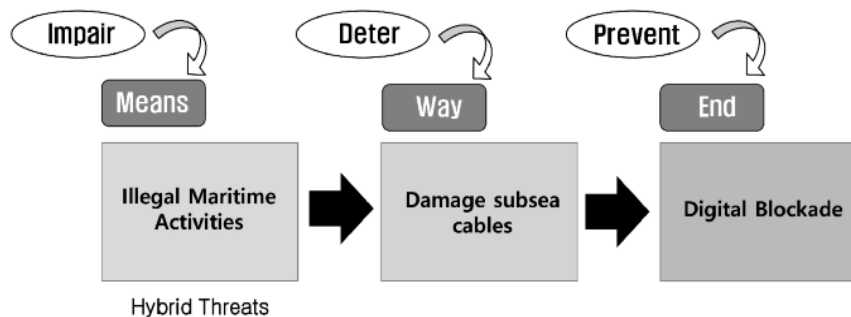 Impair
Deter
Prevent
Means
Way
End
Illegal Maritime
Activities
Damage subsea
cables
Digital Blockade
Hybrid Threats